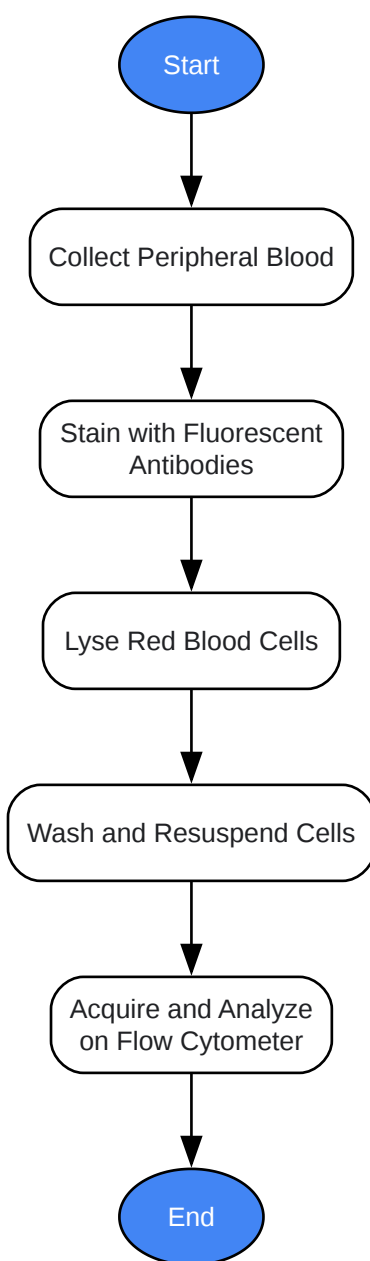 Start
Collect Peripheral Blood
Stain with Fluorescent
Antibodies
Lyse Red Blood Cells
Wash and Resuspend Cells
Acquire and Analyze
on Flow Cytometer
End